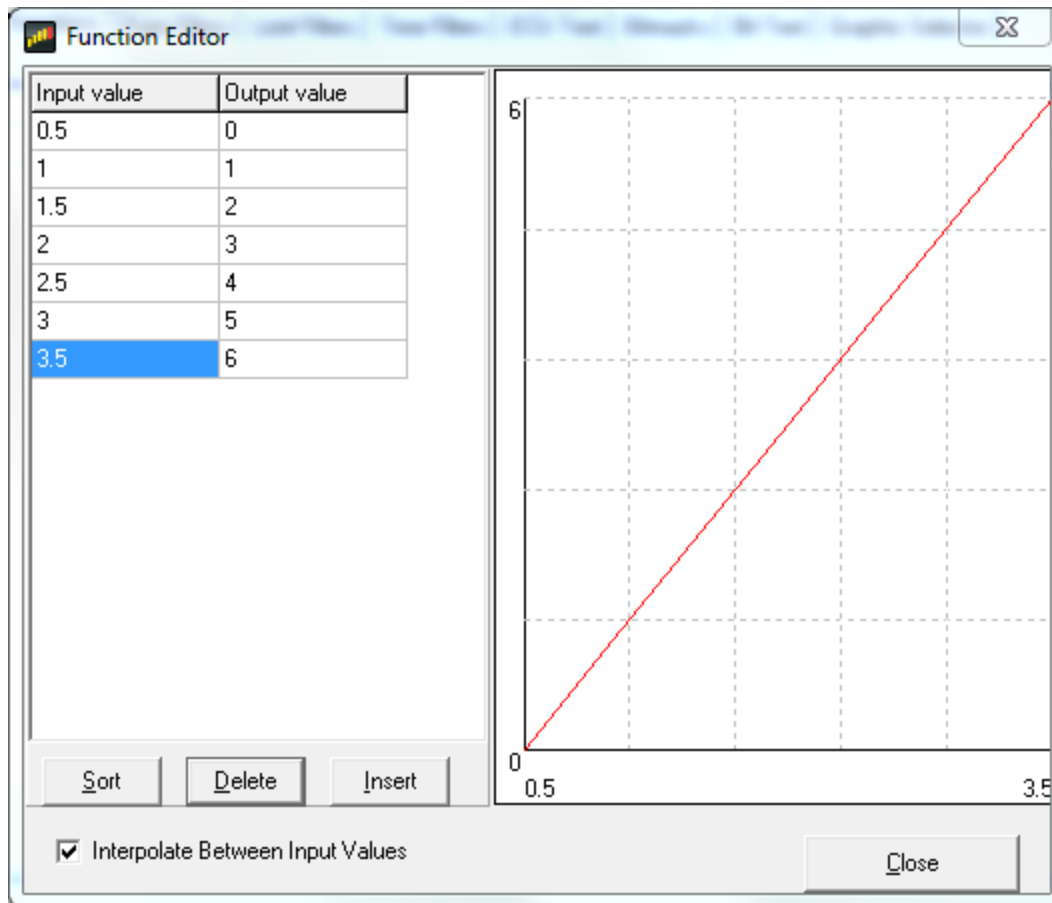 Function Editor
Input value Output value
0.5 0
1 1
1.5 2
2 3
2.5 4
3 5
3.5 6
6
0
0.5 3.5
Sort Delete Insert
Interpolate Between Input Values
Close